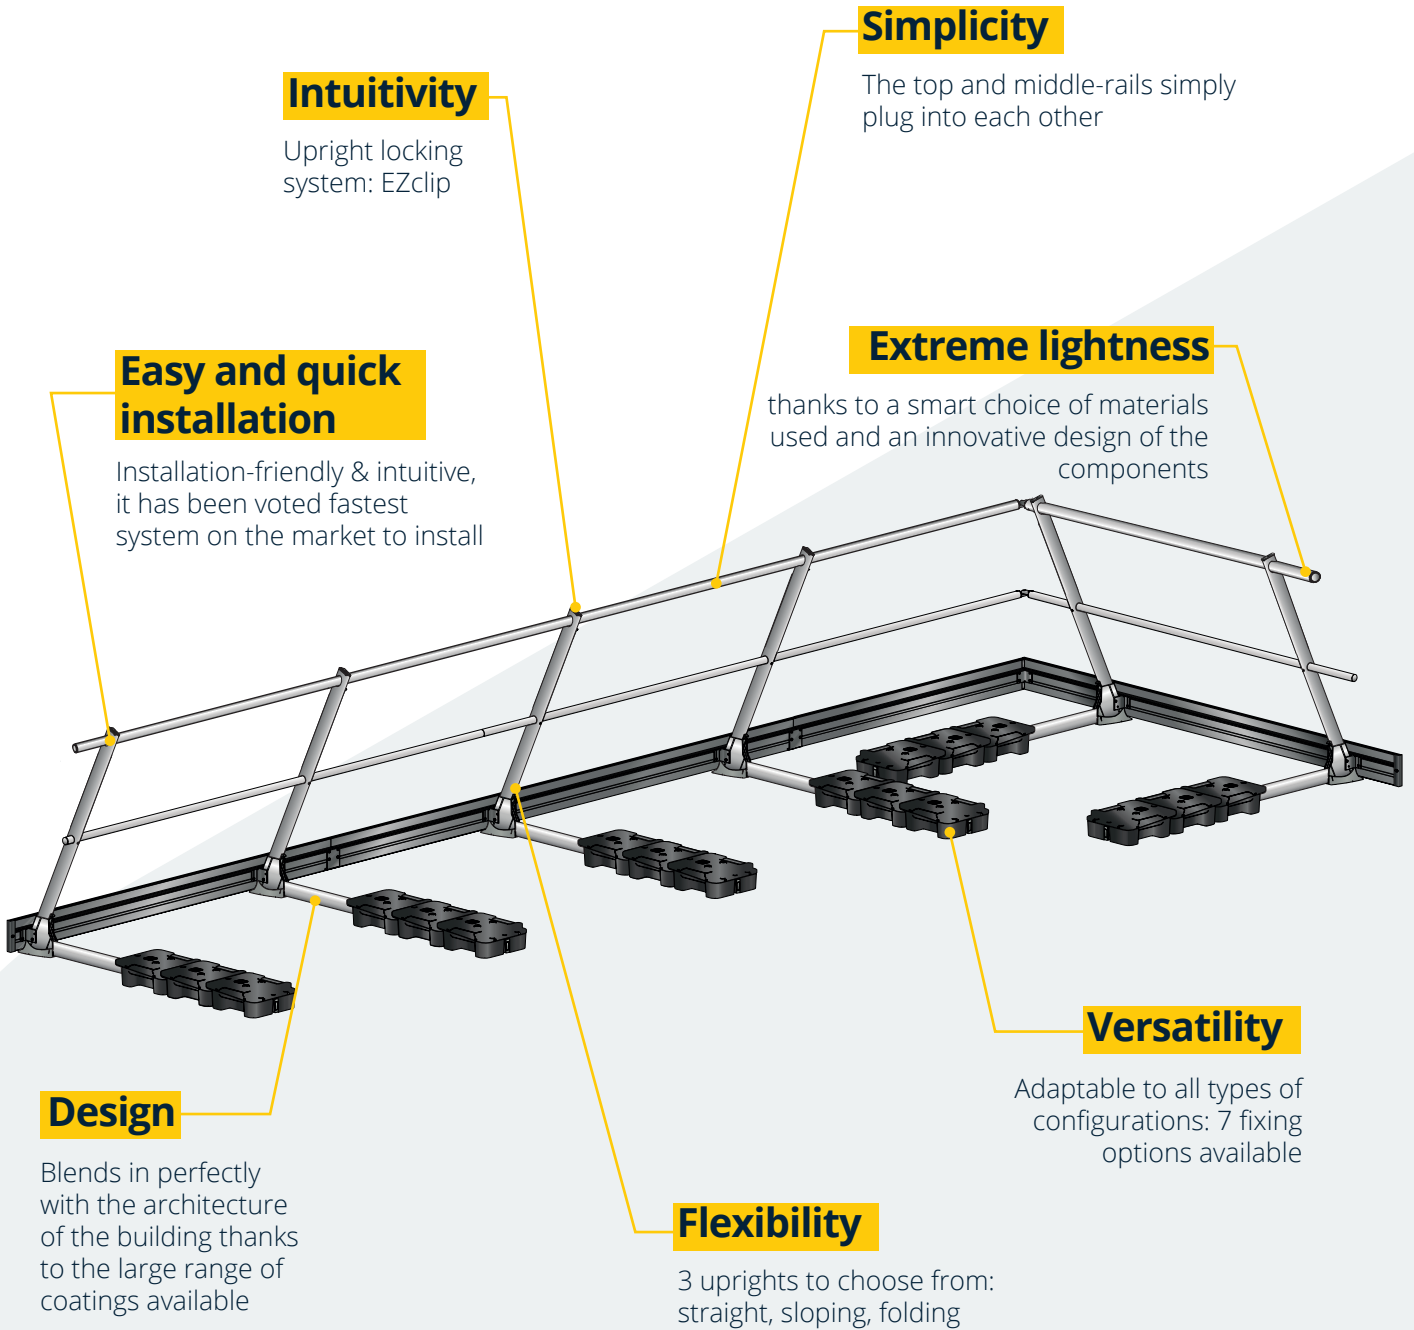 Simplicity
The top and middle-rails simply
plug into each other
Intuitivity
Upright locking
system: EZclip
Extreme lightness
thanks to a smart choice of materials
used and an innovative design of the
components
Easy and quick
installation
Installation-friendly & intuitive,
it has been voted fastest
system on the market to install
Versatility
Adaptable to all types of
configurations: 7 fixing
options available
Design
Blends in perfectly
with the architecture
of the building thanks
to the large range of
coatings available
Flexibility
3 uprights to choose from:
straight, sloping, folding